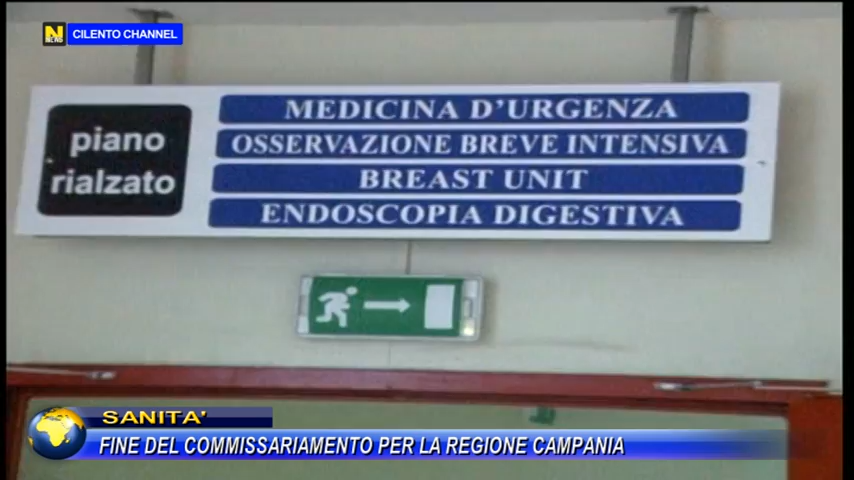 CILENTO CHANNEL
piano
rialzato
MEDICINA D'URGENZA
OSSERVAZIONE BREVE INTENSIVA
BREAST UNIT
ENDOSCOPIA DIGESTIVA
SANITA'
FINE DEL COMMISSARIAMENTO PER LA REGIONE CAMPANIA